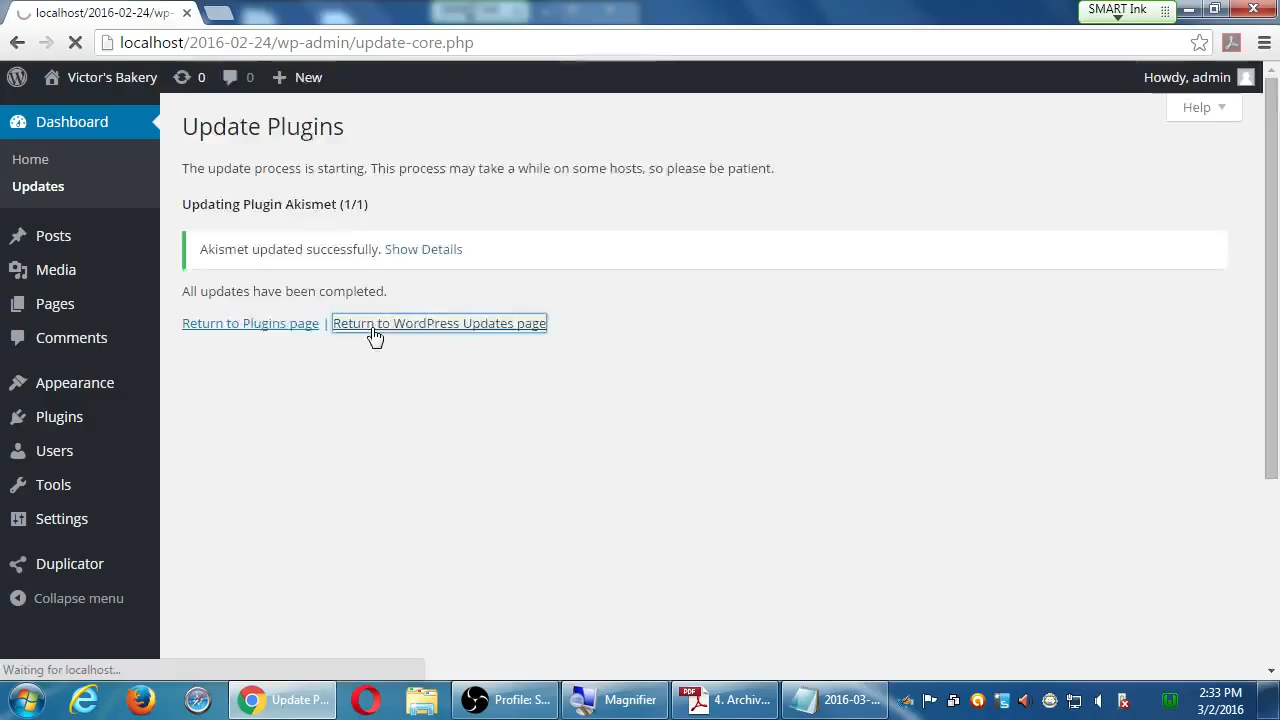 localhost/2016-02-24/wp-
SMART Ink
localhost/2016-02-24/wp-admin/update-core.php
Victor's Bakery
0
0
New
Howdy, admin
Dashboard
Home
Updates
Posts
Media
Pages
Comments
Appearance
Plugins
Users
Tools
Settings
Duplicator
Collapse menu
Help
Update Plugins
The update process is starting. This process may take a while on some hosts, so please be patient.
Updating Plugin Akismet (1/1)
Akismet updated successfully. Show Details
All updates have been completed.
Return to Plugins page | Return to WordPress Updates page
Waiting for localhost...
Update P...
Profile: S...
Magnifier
PDF
4. Archiv...
2016-03-...
2:33 PM
3/2/2016